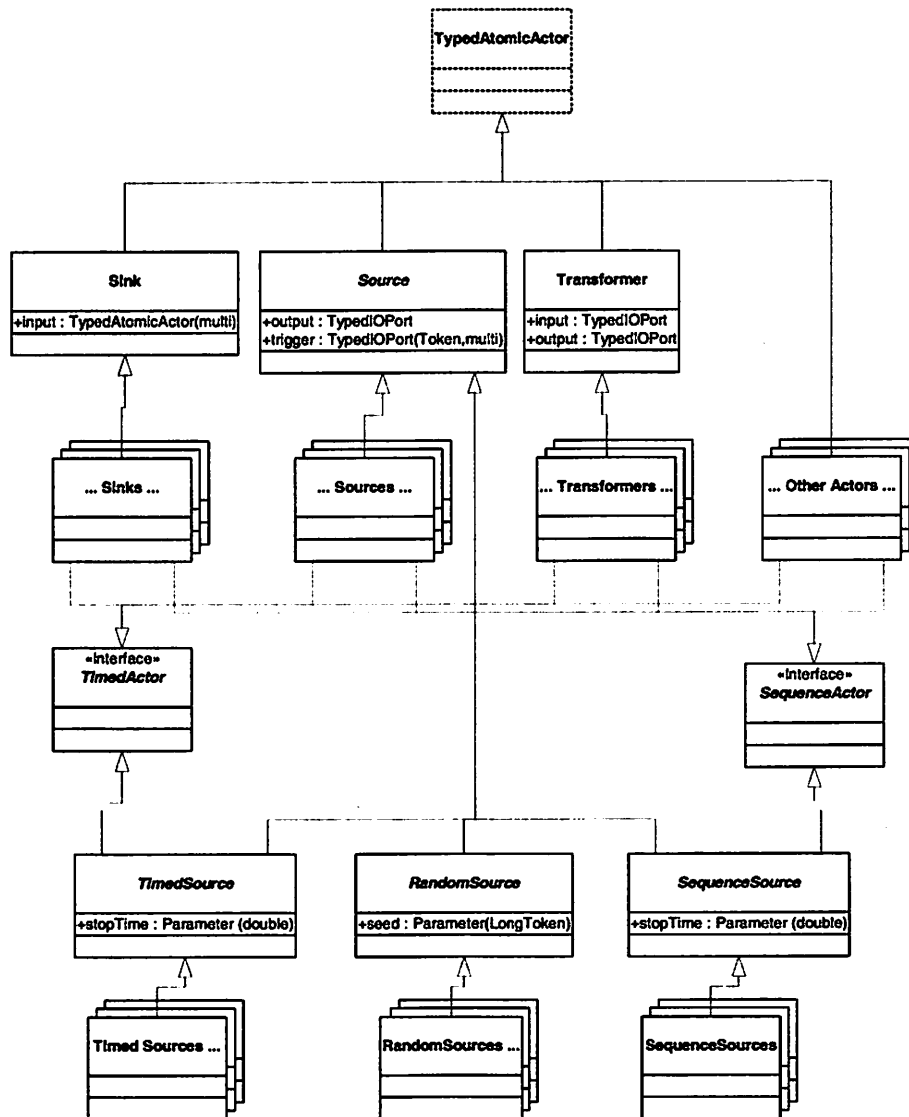 TypedAtomicActor
Sink
+input : TypedAtomicActor(multi)
Source
+output : TypedIOPort
+trigger : TypedIOPort(Token,multi)
Transformer
+input : TypedIOPort
+output : TypedIOPort
... Sinks ...
... Sources ...
... Transformers ...
... Other Actors ...
«Interface»
TimedActor
«Interface»
SequenceActor
TimedSource
+stopTime : Parameter (double)
RandomSource
+seed : Parameter(LongToken)
SequenceSource
+stopTime : Parameter (double)
Timed Sources ...
RandomSources ...
SequenceSources